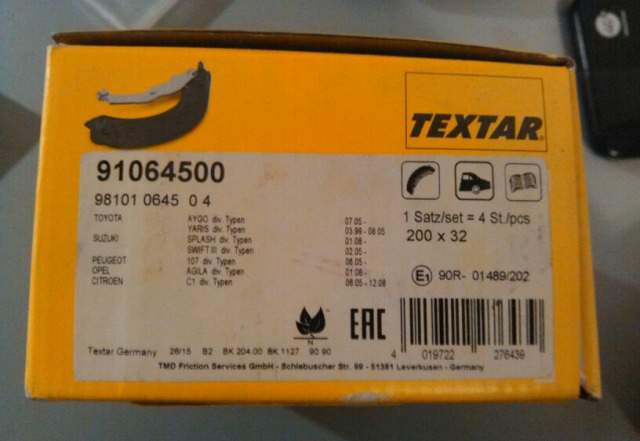 TEXTAR
91064500
98101 0645 0 4
TOYOTA AYGO div. Typen 07.05 -
YARIS div. Typen 03.99 - 08.05
SUZUKI SPLASH div. Typen 01.08 -
SWIFT III div. Typen 02.05 -
PEUGEOT 107 div. Typen 06.05 -
OPEL AGILA div. Typen 01.08 -
CITROEN C1 div. Typen 06.05 - 12.08
1 Satz/set = 4 St./pcs
200 x 32
E1 90R- 01489/202
N
EAC
Textar Germany 26/15 B2 BK 204.00 BK 1127 90 90
4 019722 276439
TMD Friction Services GmbH - Schlebuscher Str. 99 - 51381 Leverkusen - Germany